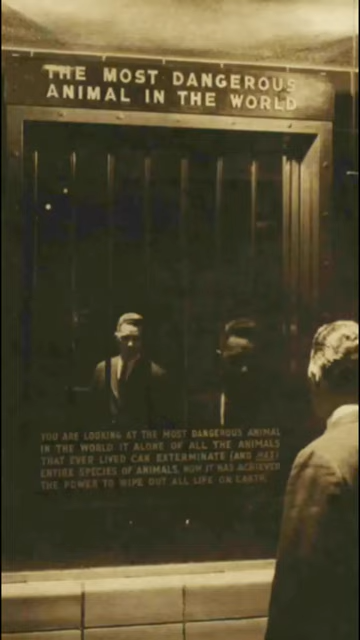 THE MOST DANGEROUS
ANIMAL IN THE WORLD
YOU ARE LOOKING AT THE MOST DANGEROUS ANIMAL
IN THE WORLD. IT ALONE OF ALL THE ANIMALS
THAT EVER LIVED CAN EXTERMINATE (AND HAS)
ENTIRE SPECIES OF ANIMALS. NOW IT HAS ACHIEVED
THE POWER TO WIPE OUT ALL LIFE ON EARTH.